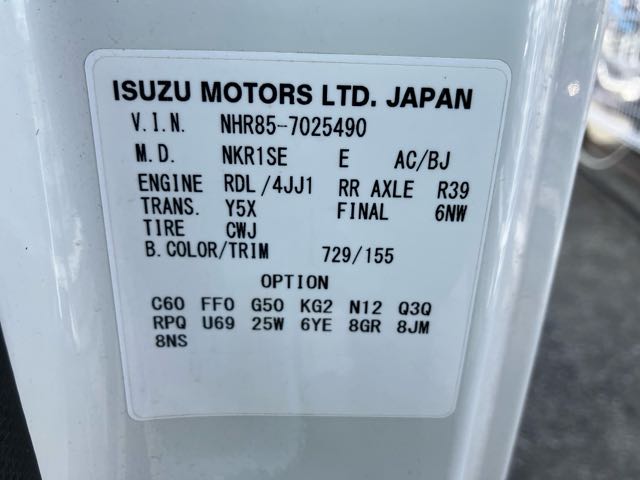 ISUZU MOTORS LTD. JAPAN
V.I.N. NHR85-7025490
M.D. NKR1SE E AC/BJ
ENGINE RDL/4JJ1 RR AXLE R39
TRANS. Y5X FINAL 6NW
TIRE CWJ
B.COLOR/TRIM 729/155
OPTION
C60 FF0 G50 KG2 N12 Q3Q
RPQ U69 25W 6YE 8GR 8JM
8NS